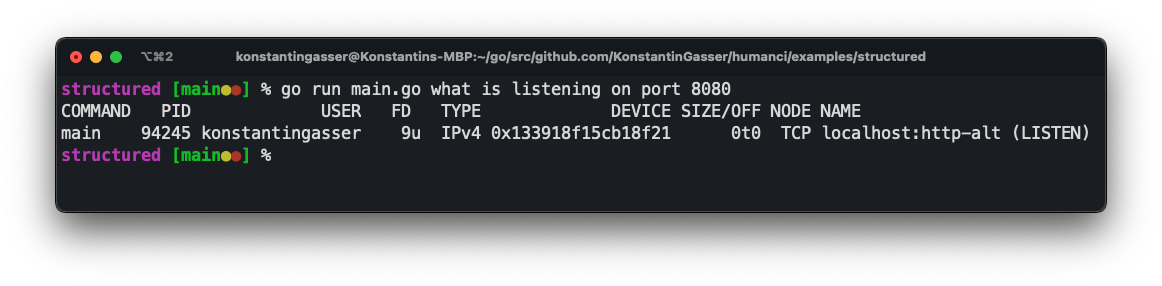 ⌥⌘2 konstantingasser@Konstantins-MBP:~/go/src/github.com/KonstantinGasser/humanci/examples/structured
structured [main●●] % go run main.go what is listening on port 8080
COMMAND PID USER FD TYPE DEVICE SIZE/OFF NODE NAME
main 94245 konstantingasser 9u IPv4 0x133918f15cb18f21 0t0 TCP localhost:http-alt (LISTEN)
structured [main●●] %